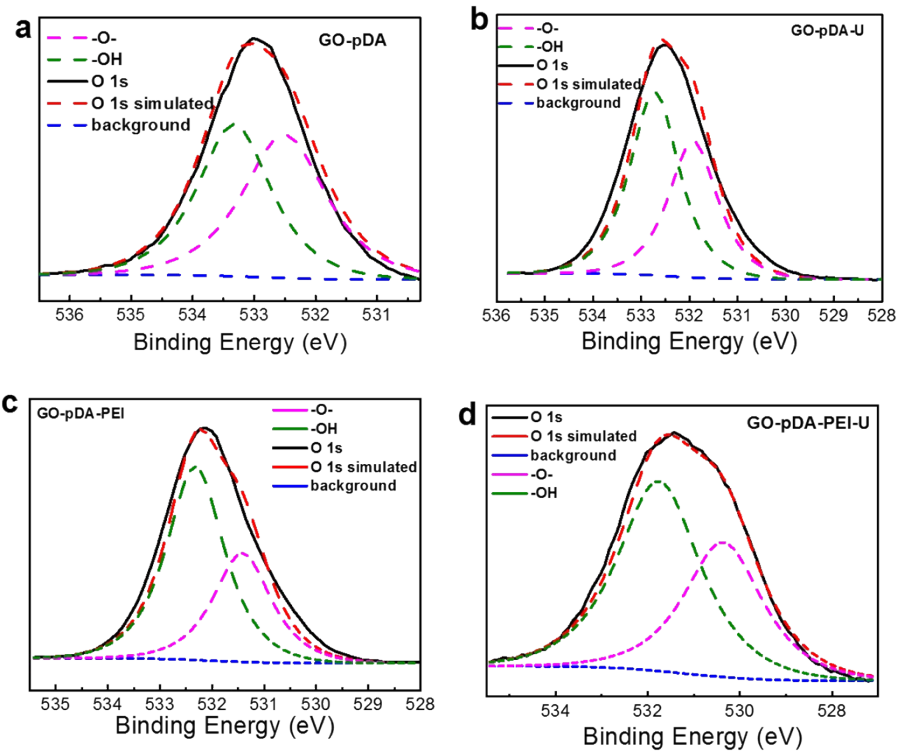 a
GO-pDA
-O-
-OH
O 1s
O 1s simulated
background
536 535 534 533 532 531
Binding Energy (eV)
b
GO-pDA-U
-O-
-OH
O 1s
O 1s simulated
background
536 535 534 533 532 531 530 529 528
Binding Energy (eV)
c
GO-pDA-PEI
-O-
-OH
O 1s
O 1s simulated
background
535 534 533 532 531 530 529 528
Binding Energy (eV)
d
GO-pDA-PEI-U
O 1s
O 1s simulated
background
-O-
-OH
534 533 532 530 528
Binding Energy (eV)